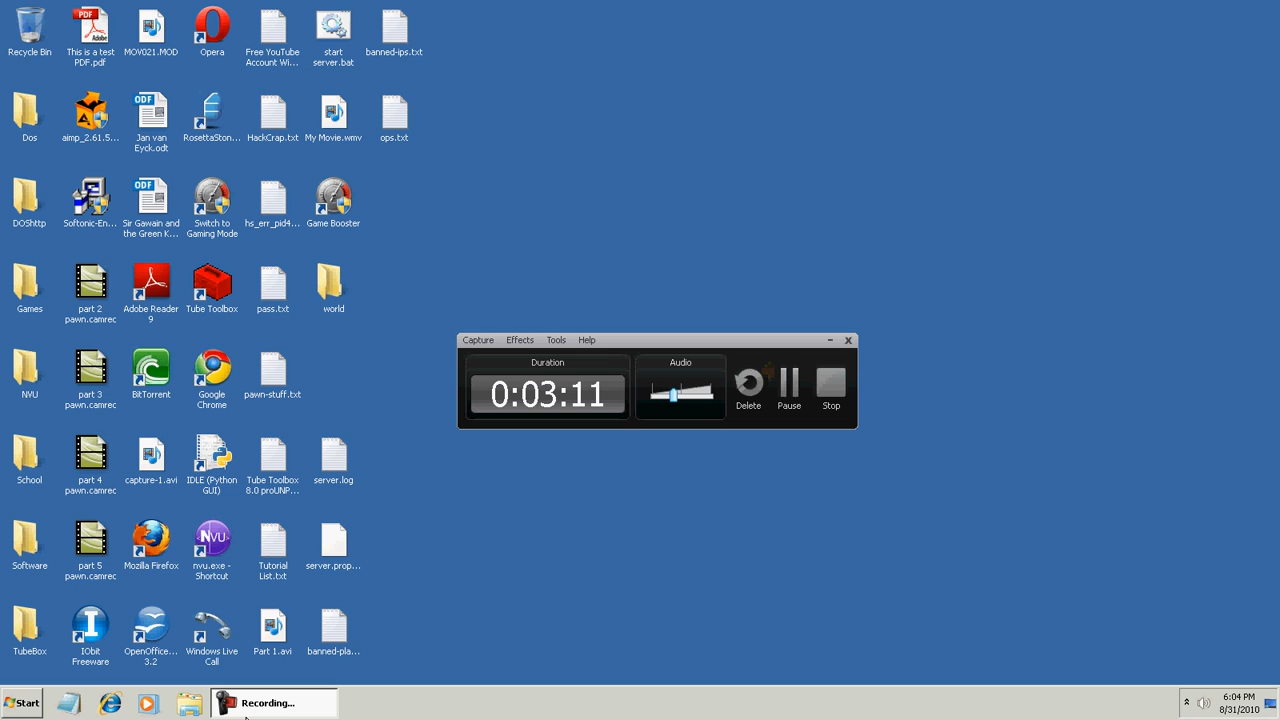 Recycle Bin
This is a test
PDF.pdf
MOV021.MOD
Opera
Free YouTube
Account Wi...
start
server.bat
banned-ips.txt
Dos
aimp_2.61.5...
Jan van
Eyck.odt
RosettaSton...
HackCrap.txt
My Movie.wmv
ops.txt
DOShttp
Softonic-En...
Sir Gawain and
the Green K...
Switch to
Gaming Mode
hs_err_pid4...
Game Booster
Games
part 2
pawn.camrec
Adobe Reader
9
Tube Toolbox
pass.txt
world
NVU
part 3
pawn.camrec
BitTorrent
Google
Chrome
pawn-stuff.txt
School
part 4
pawn.camrec
capture-1.avi
IDLE (Python
GUI)
Tube Toolbox
8.0 proUNP...
server.log
Software
part 5
pawn.camrec
Mozilla Firefox
nvu.exe -
Shortcut
Tutorial
List.txt
server.prop...
TubeBox
IObit
Freeware
OpenOffice....
3.2
Windows Live
Call
Part 1.avi
banned-pla...
Capture Effects Tools Help
Duration
0:03:11
Audio
Delete
Pause
Stop
Start
Recording...
6:04 PM
8/31/2010